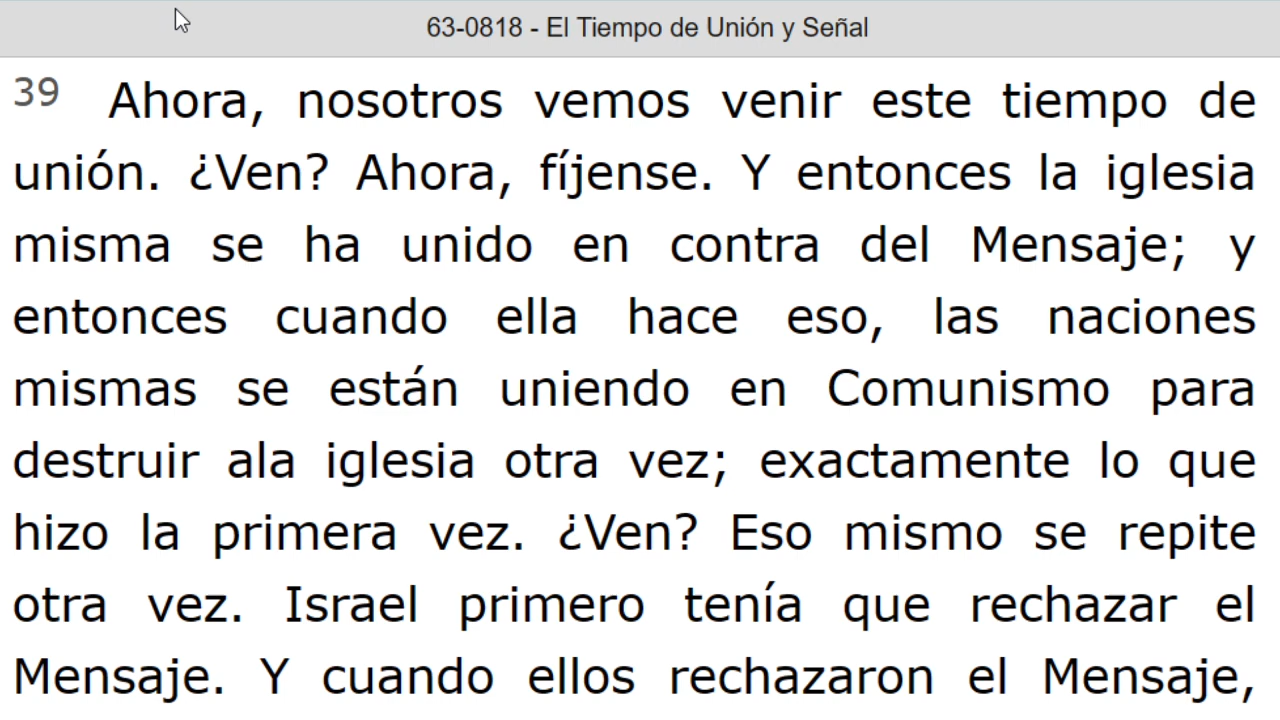 63-0818 - El Tiempo de Unión y Señal
39 Ahora, nosotros vemos venir este tiempo de
unión. ¿Ven? Ahora, fíjense. Y entonces la iglesia
misma se ha unido en contra del Mensaje; y
entonces cuando ella hace eso, las naciones
mismas se están uniendo en Comunismo para
destruir ala iglesia otra vez; exactamente lo que
hizo la primera vez. ¿Ven? Eso mismo se repite
otra vez. Israel primero tenía que rechazar el
Mensaje. Y cuando ellos rechazaron el Mensaje,